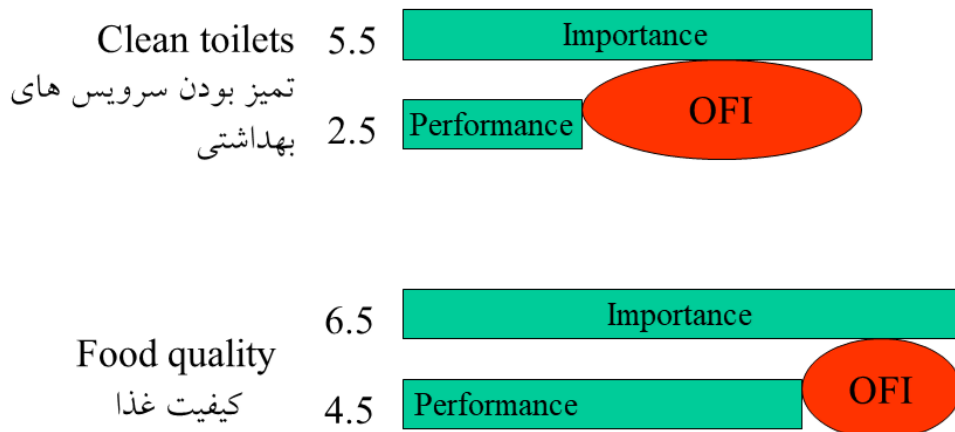 Clean toilets
تمیز بودن سرویس های
بهداشتی
5.5
Importance
2.5
Performance
OFI
Food quality
کیفیت غذا
6.5
Importance
4.5
Performance
OFI